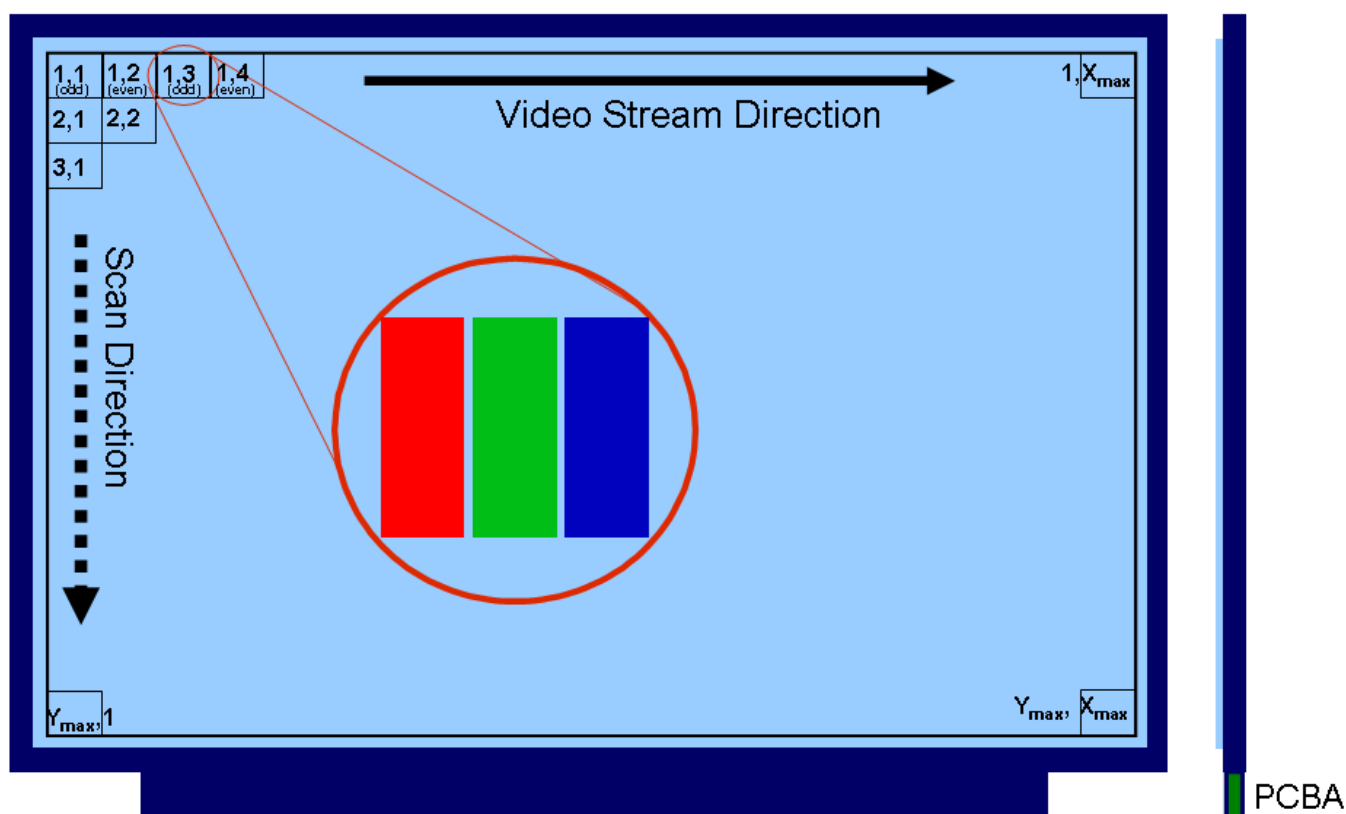 1,1 1,2 1,3 1,4 1,Xmax
(odd) (even) (odd) (even)
Video Stream Direction
2,1 2,2
3,1
Scan Direction
Ymax,1 Ymax, Xmax
PCBA